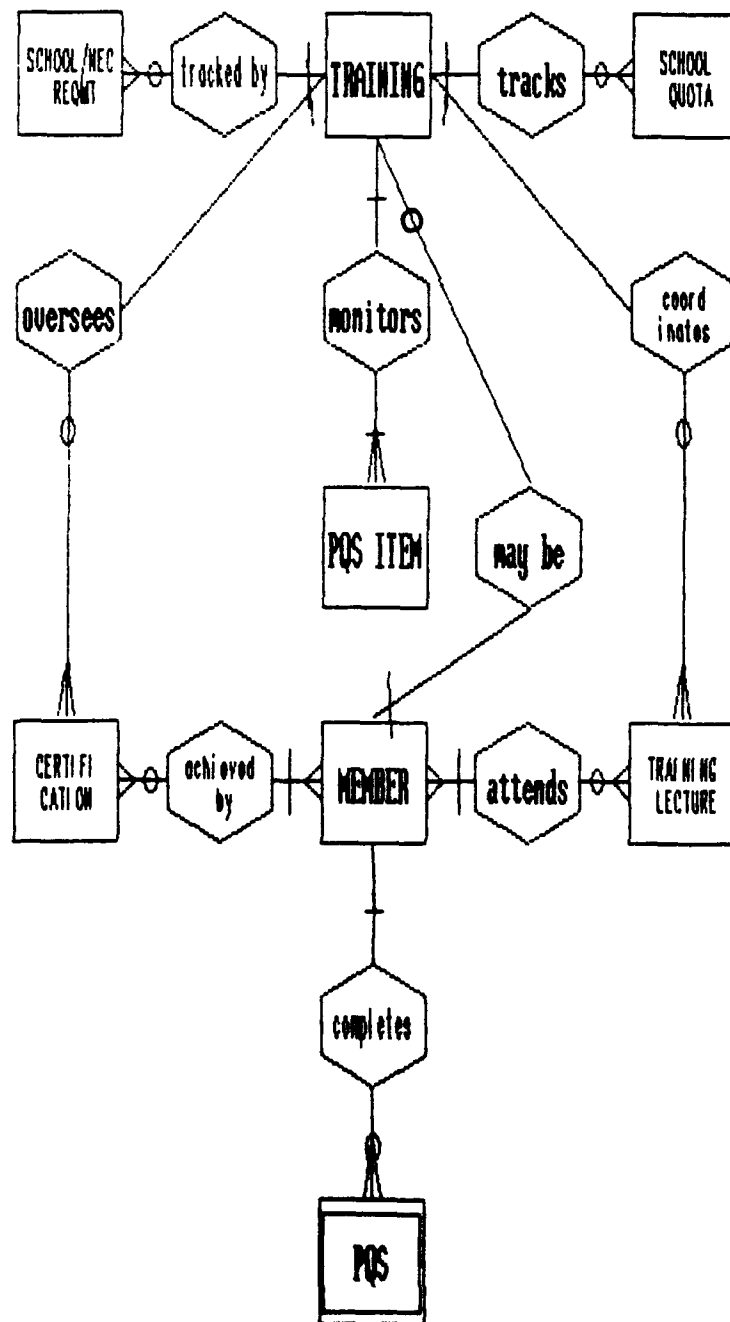 SCHOOL/NEC
REQMT
tracked by
TRAINING
tracks
SCHOOL
QUOTA
oversees
monitors
coord
inates
PQS ITEM
may be
CERTIFI
CATION
achieved
by
MEMBER
attends
TRAINING
LECTURE
completes
PQS